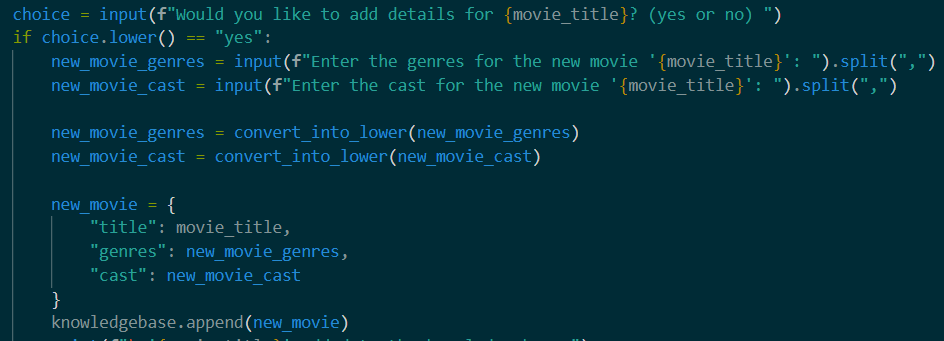 choice = input(f"Would you like to add details for {movie_title}? (yes or no) ")
if choice.lower() == "yes":
    new_movie_genres = input(f"Enter the genres for the new movie '{movie_title}': ").split(",")
    new_movie_cast = input(f"Enter the cast for the new movie '{movie_title}': ").split(",")

    new_movie_genres = convert_into_lower(new_movie_genres)
    new_movie_cast = convert_into_lower(new_movie_cast)

    new_movie = {
        "title": movie_title,
        "genres": new_movie_genres,
        "cast": new_movie_cast
    }
    knowledgebase.append(new_movie)